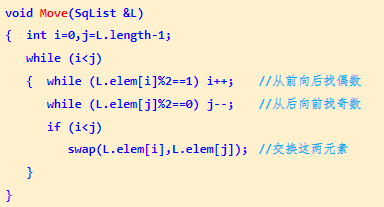 void Move(SqList &L)
{  int i=0,j=L.length-1;
   while (i<j)
   {  while (L.elem[i]%2==1) i++;   //从前向后找偶数
      while (L.elem[j]%2==0) j--;   //从后向前找奇数
      if (i<j)
         swap(L.elem[i],L.elem[j]); //交换这两元素
   }
}